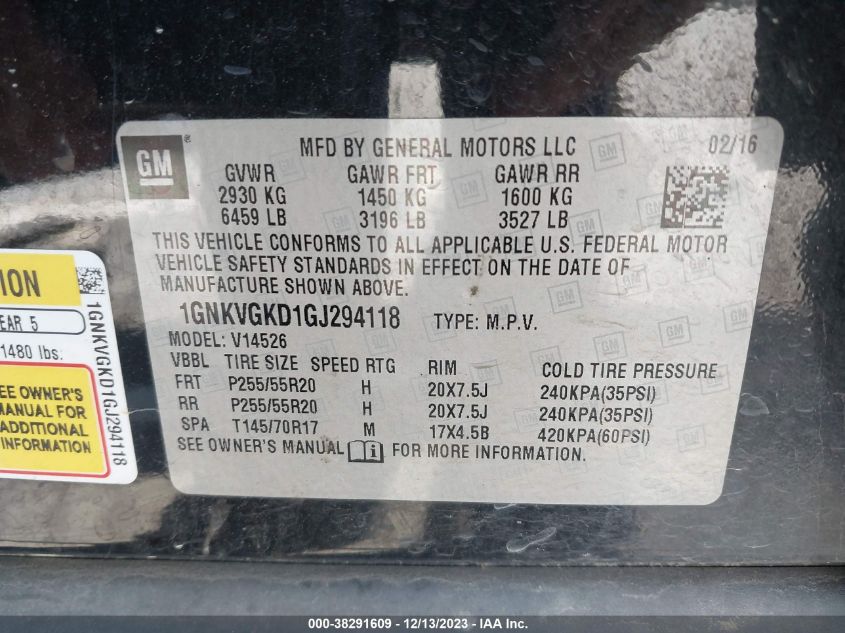 GM
MFD BY GENERAL MOTORS LLC 02/16
GVWR GAWR FRT GAWR RR
2930 KG 1450 KG 1600 KG
6459 LB 3196 LB 3527 LB
THIS VEHICLE CONFORMS TO ALL APPLICABLE U.S. FEDERAL MOTOR
VEHICLE SAFETY STANDARDS IN EFFECT ON THE DATE OF
MANUFACTURE SHOWN ABOVE.
1GNKVGKD1GJ294118 TYPE: M.P.V.
MODEL: V14526
VBBL TIRE SIZE SPEED RTG RIM COLD TIRE PRESSURE
FRT P255/55R20 H 20X7.5J 240KPA(35PSI)
RR P255/55R20 H 20X7.5J 240KPA(35PSI)
SPA T145/70R17 M 17X4.5B 420KPA(60PSI)
SEE OWNER'S MANUAL FOR MORE INFORMATION.
ION
EAR 5
1480 lbs.
EE OWNER'S
MANUAL FOR
ADDITIONAL
INFORMATION
1GNKVGKD1GJ294118
000-38291609 - 12/13/2023 - IAAI Inc.